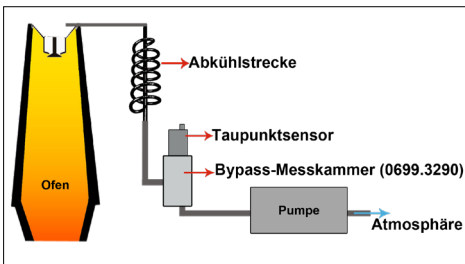 Abkühlstrecke
Taupunktsensor
Bypass-Messkammer (0699.3290)
Ofen
Pumpe
Atmosphäre